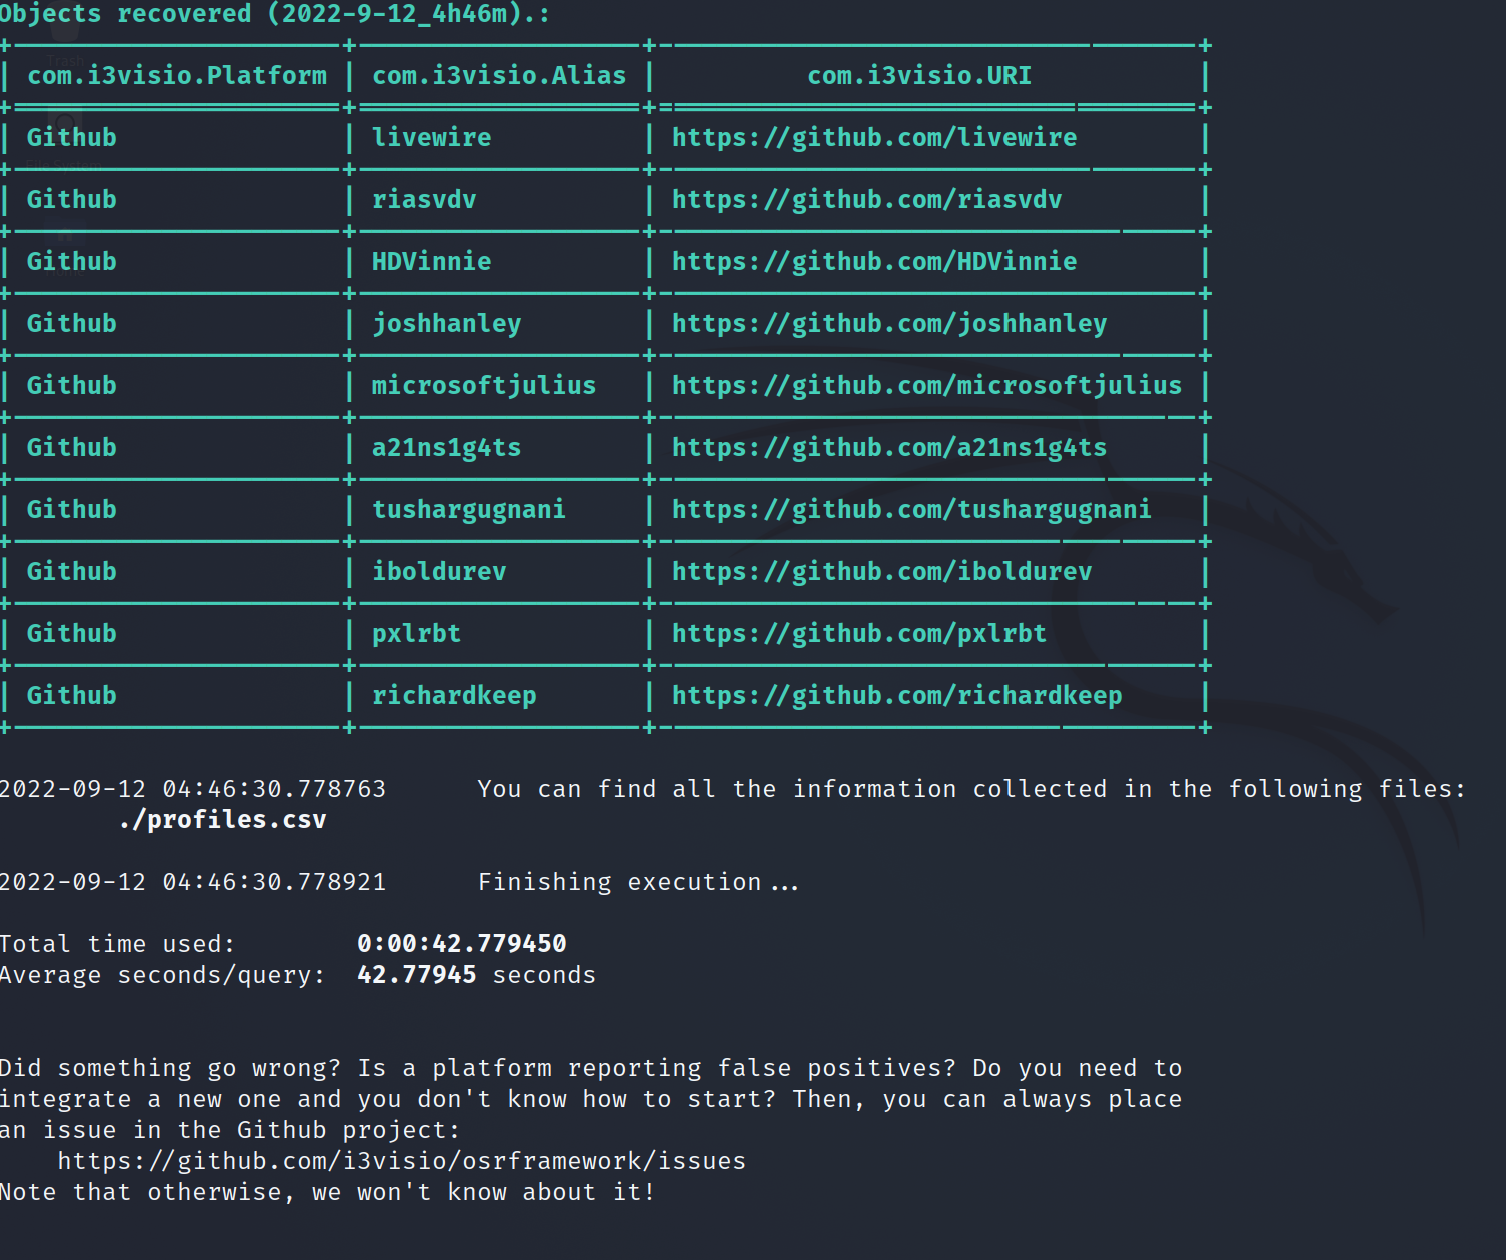 Objects recovered (2022-9-12_4h46m).:
com.i3visio.Platform | com.i3visio.Alias | com.i3visio.URI
Github | livewire | https://github.com/livewire
Github | riasvdv | https://github.com/riasvdv
Github | HDVinnie | https://github.com/HDVinnie
Github | joshhanley | https://github.com/joshhanley
Github | microsoftjulius | https://github.com/microsoftjulius
Github | a21ns1g4ts | https://github.com/a21ns1g4ts
Github | tushargugnani | https://github.com/tushargugnani
Github | iboldurev | https://github.com/iboldurev
Github | pxlrbt | https://github.com/pxlrbt
Github | richardkeep | https://github.com/richardkeep
2022-09-12 04:46:30.778763 You can find all the information collected in the following files:
./profiles.csv
2022-09-12 04:46:30.778921 Finishing execution...
Total time used: 0:00:42.779450
Average seconds/query: 42.77945 seconds
Did something go wrong? Is a platform reporting false positives? Do you need to
integrate a new one and you don't know how to start? Then, you can always place
an issue in the Github project:
https://github.com/i3visio/osrframework/issues
Note that otherwise, we won't know about it!
Trash
File System